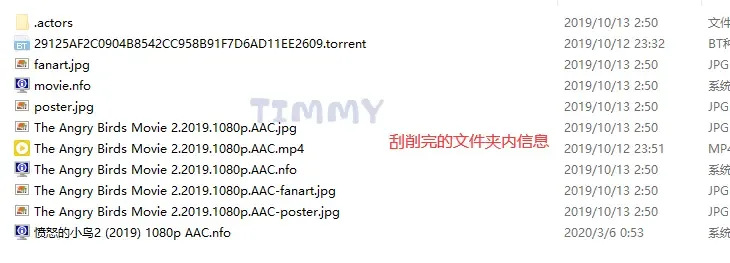 .actors 2019/10/13 2:50 文件
29125AF2C0904B8542CC958B91F7D6AD11EE2609.torrent 2019/10/12 23:32 BT种
fanart.jpg 2019/10/13 2:50 JPG
movie.nfo 2019/10/13 2:50 系统
poster.jpg 2019/10/13 2:50 JPG
TIMMY
The Angry Birds Movie 2.2019.1080p.AAC.jpg 2019/10/13 2:50 JPG
刮削完的文件夹内信息
The Angry Birds Movie 2.2019.1080p.AAC.mp4 2019/10/12 23:51 MP4
The Angry Birds Movie 2.2019.1080p.AAC.nfo 2019/10/13 2:50 系统
The Angry Birds Movie 2.2019.1080p.AAC-fanart.jpg 2019/10/13 2:50 JPG
The Angry Birds Movie 2.2019.1080p.AAC-poster.jpg 2019/10/13 2:50 JPG
愤怒的小鸟2 (2019) 1080p AAC.nfo 2020/3/6 0:53 系统